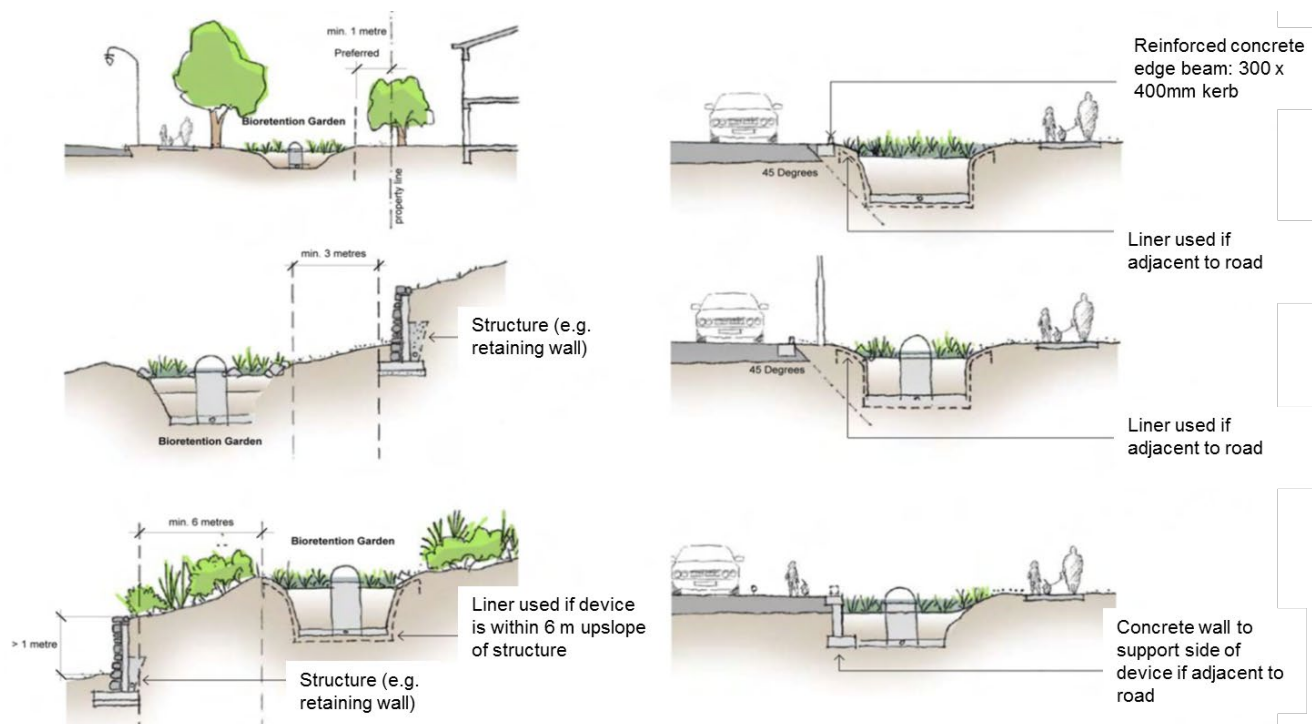 min. 1 metre
Preferred
Bioretention Garden
property line
Reinforced concrete
edge beam: 300 x
400mm kerb
45 Degrees
Liner used if
adjacent to road
min. 3 metres
Structure (e.g.
retaining wall)
Bioretention Garden
45 Degrees
Liner used if
adjacent to road
min. 6 metres
Bioretention Garden
> 1 metre
Liner used if device
is within 6 m upslope
of structure
Structure (e.g.
retaining wall)
Concrete wall to
support side of
device if adjacent to
road